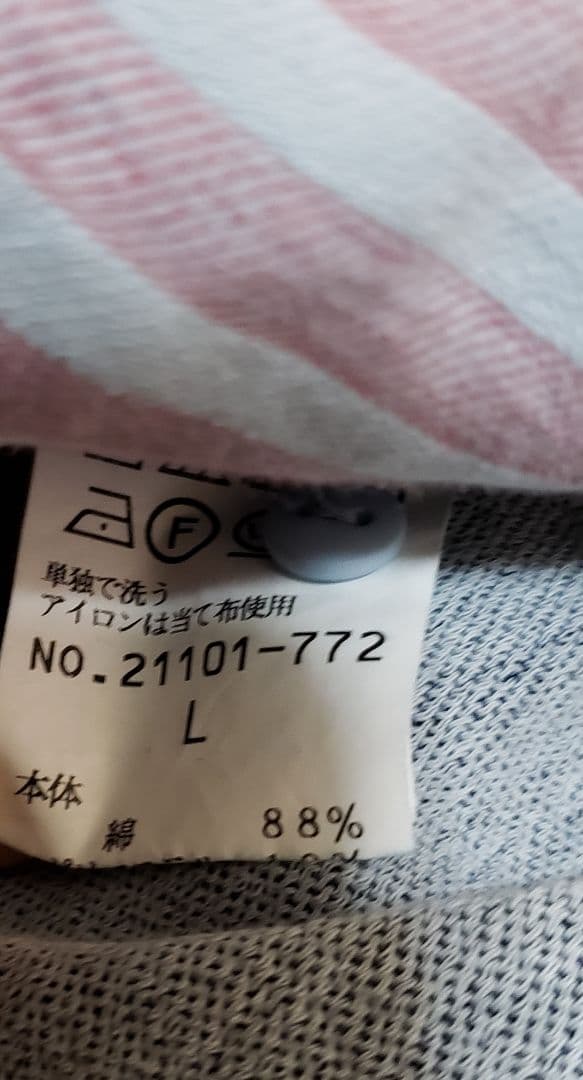 F
単独で洗う
アイロンは当て布使用
NO.21101-772
L
本体
綿 88%